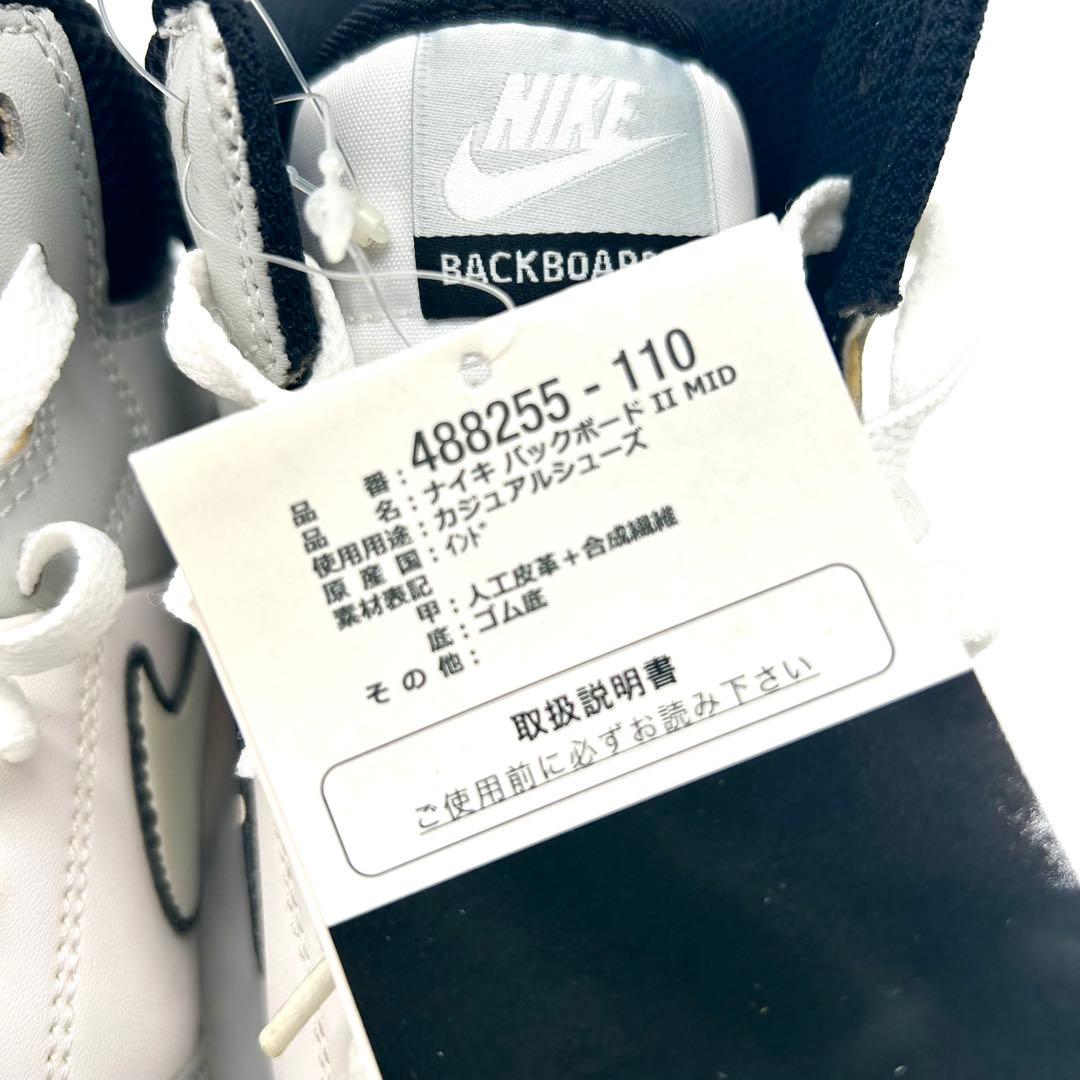 NIKE
BACKBOARD
品 番：488255 - 110
品 名：ナイキ バックボード II MID
使用用途：カジュアルシューズ
原 産 国：ｲﾝﾄﾞ
素材表記
甲：人工皮革＋合成繊維
底：ゴム底
そ の 他：
取扱説明書
ご使用前に必ずお読み下さい